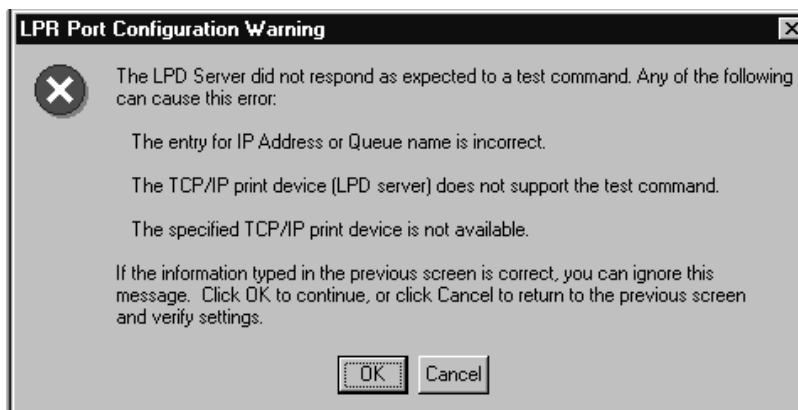 LPR Port Configuration Warning
The LPD Server did not respond as expected to a test command. Any of the following
can cause this error:
The entry for IP Address or Queue name is incorrect.
The TCP/IP print device (LPD server) does not support the test command.
The specified TCP/IP print device is not available.
If the information typed in the previous screen is correct, you can ignore this
message.  Click OK to continue, or click Cancel to return to the previous screen
and verify settings.
OK Cancel